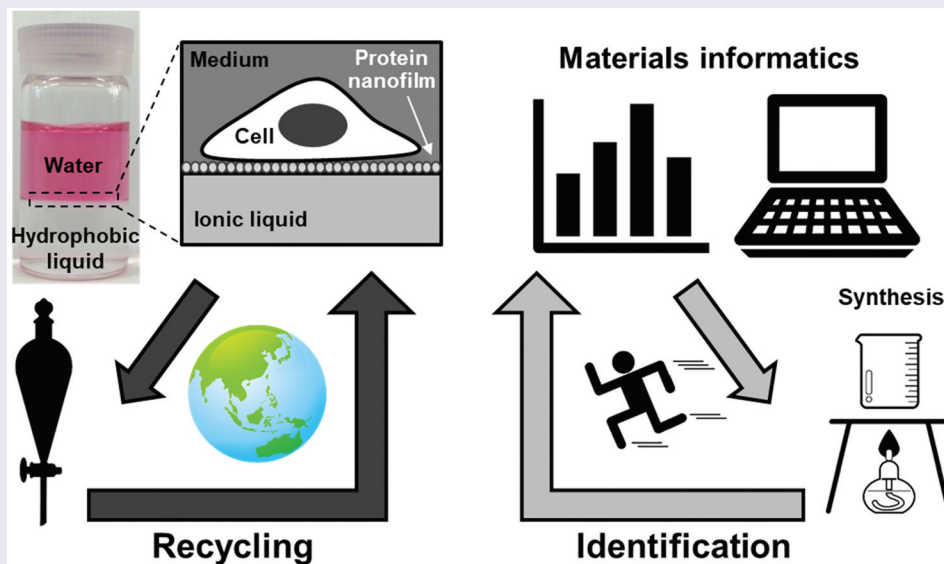 Water
Hydrophobic
liquid
Medium
Protein
nanofilm
Cell
Ionic liquid
Materials informatics
Synthesis
Recycling
Identification